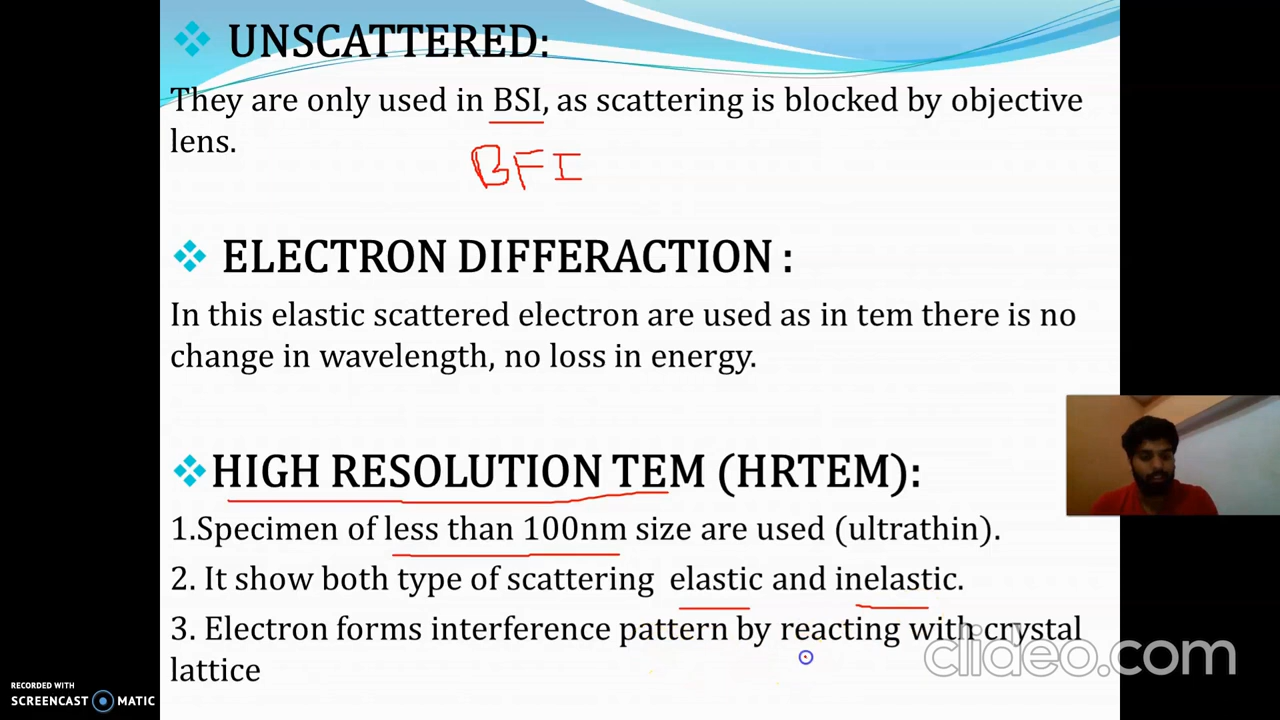 UNSCATTERED:
They are only used in BSI, as scattering is blocked by objective
lens.
BFI
ELECTRON DIFFERACTION :
In this elastic scattered electron are used as in tem there is no
change in wavelength, no loss in energy.
HIGH RESOLUTION TEM (HRTEM):
1.Specimen of less than 100nm size are used (ultrathin).
2. It show both type of scattering elastic and inelastic.
3. Electron forms interference pattern by reacting with crystal
lattice
clideo.com
RECORDED WITH
SCREENCAST MATIC